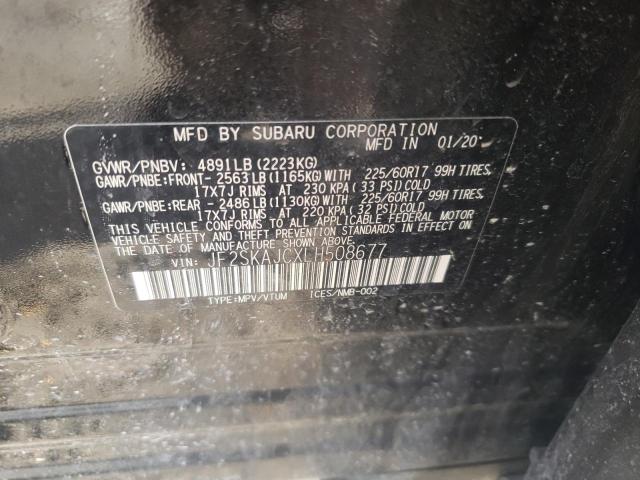 MFD BY SUBARU CORPORATION
MFD IN 01/20
GVWR/PNBV: 4891LB (2223KG)
GAWR/PNBE:FRONT- 2563LB(1165KG)WITH 225/60R17 99H TIRES,
17X7J RIMS AT 230 KPA (33 PSI)COLD
GAWR/PNBE:REAR - 2486LB(1130KG)WITH 225/60R17 99H TIRES,
17X7J RIMS AT 220 KPA (32 PSI)COLD
THIS VEHICLE CONFORMS TO ALL APPLICABLE FEDERAL MOTOR
VEHICLE SAFETY AND THEFT PREVENTION STANDARDS IN EFFECT
ON THE DATE OF MANUFACTURE SHOWN ABOVE.
VIN: JF2SKAJCXLH508677
TYPE:MPV/VTUM ICES/NMB-002